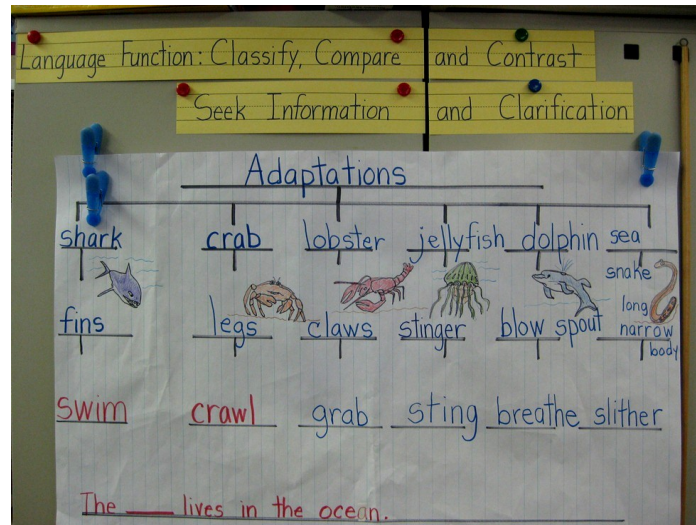 Language Function: Classify, Compare and Contrast
Seek Information and Clarification
Adaptations
shark crab lobster jellyfish dolphin sea
snake
long
fins legs claws stinger blow spout narrow
body
swim crawl grab sting breathe slither
The ____ lives in the ocean.